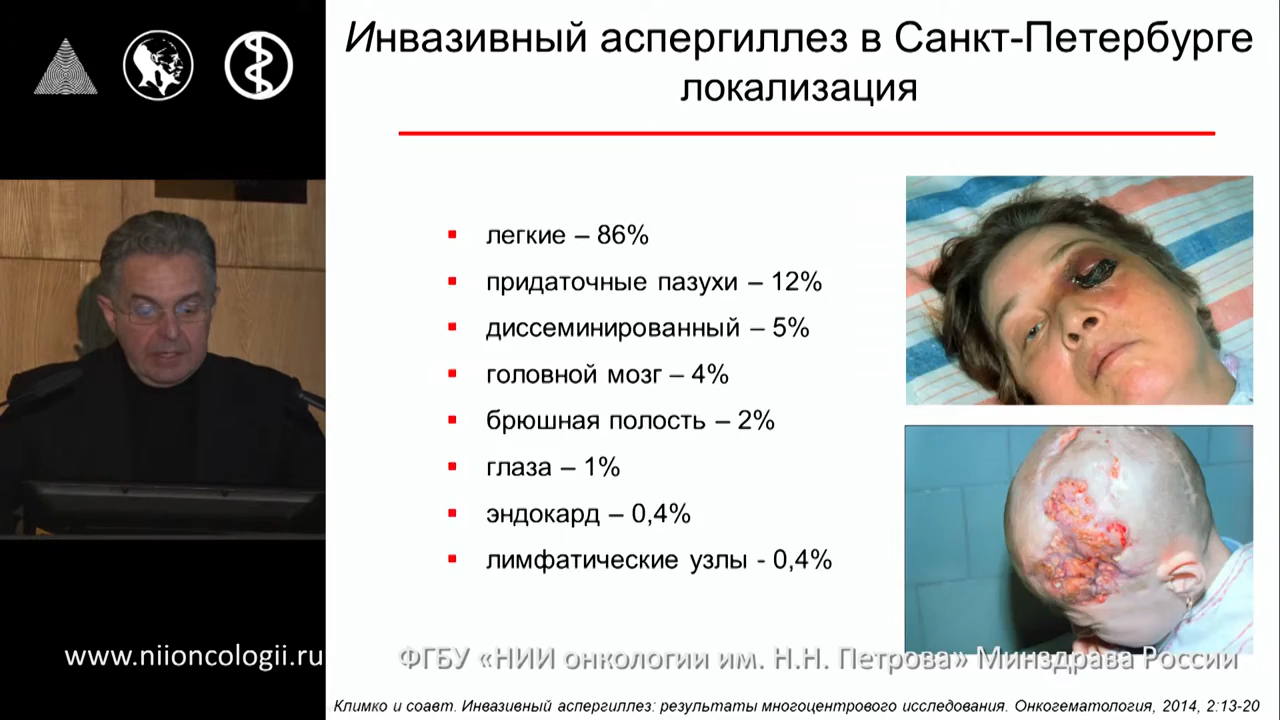 Инвазивный аспергиллез в Санкт-Петербурге
локализация
легкие – 86%
придаточные пазухи – 12%
диссеминированный – 5%
головной мозг – 4%
брюшная полость – 2%
глаза – 1%
эндокард – 0,4%
лимфатические узлы - 0,4%
www.niioncologii.ru
ФГБУ «НИИ онкологии им. Н.Н. Петрова» Минздрава России
Климко и соавт. Инвазивный аспергиллез: результаты многоцентрового исследования. Онкогематология, 2014, 2:13-20